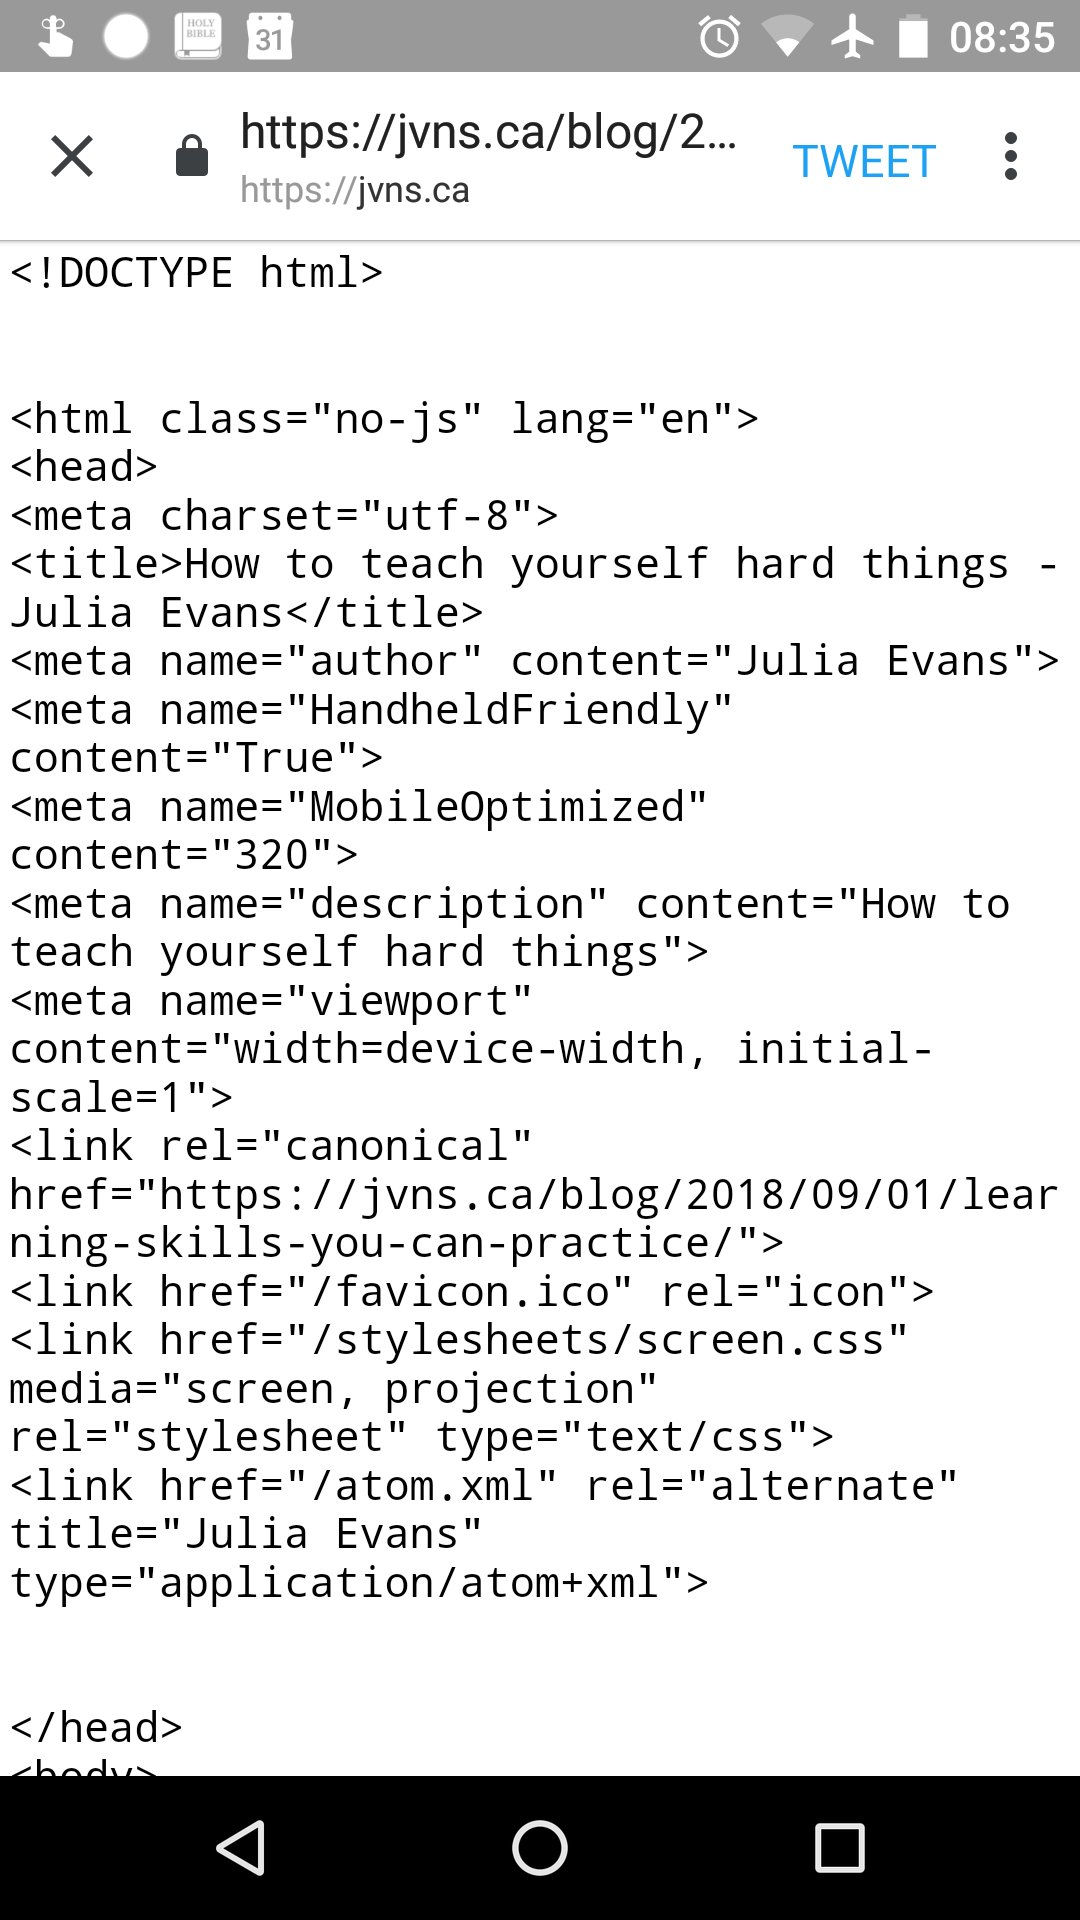 HOLY
BIBLE
31
08:35
https://jvns.ca/blog/2...
TWEET
https://jvns.ca
<!DOCTYPE html>
<html class="no-js" lang="en">
<head>
<meta charset="utf-8">
<title>How to teach yourself hard things -
Julia Evans</title>
<meta name="author" content="Julia Evans">
<meta name="HandheldFriendly"
content="True">
<meta name="MobileOptimized"
content="320">
<meta name="description" content="How to
teach yourself hard things">
<meta name="viewport"
content="width=device-width, initial-
scale=1">
<link rel="canonical"
href="https://jvns.ca/blog/2018/09/01/lear
ning-skills-you-can-practice/">
<link href="/favicon.ico" rel="icon">
<link href="/stylesheets/screen.css"
media="screen, projection"
rel="stylesheet" type="text/css">
<link href="/atom.xml" rel="alternate"
title="Julia Evans"
type="application/atom+xml">
</head>
<body>